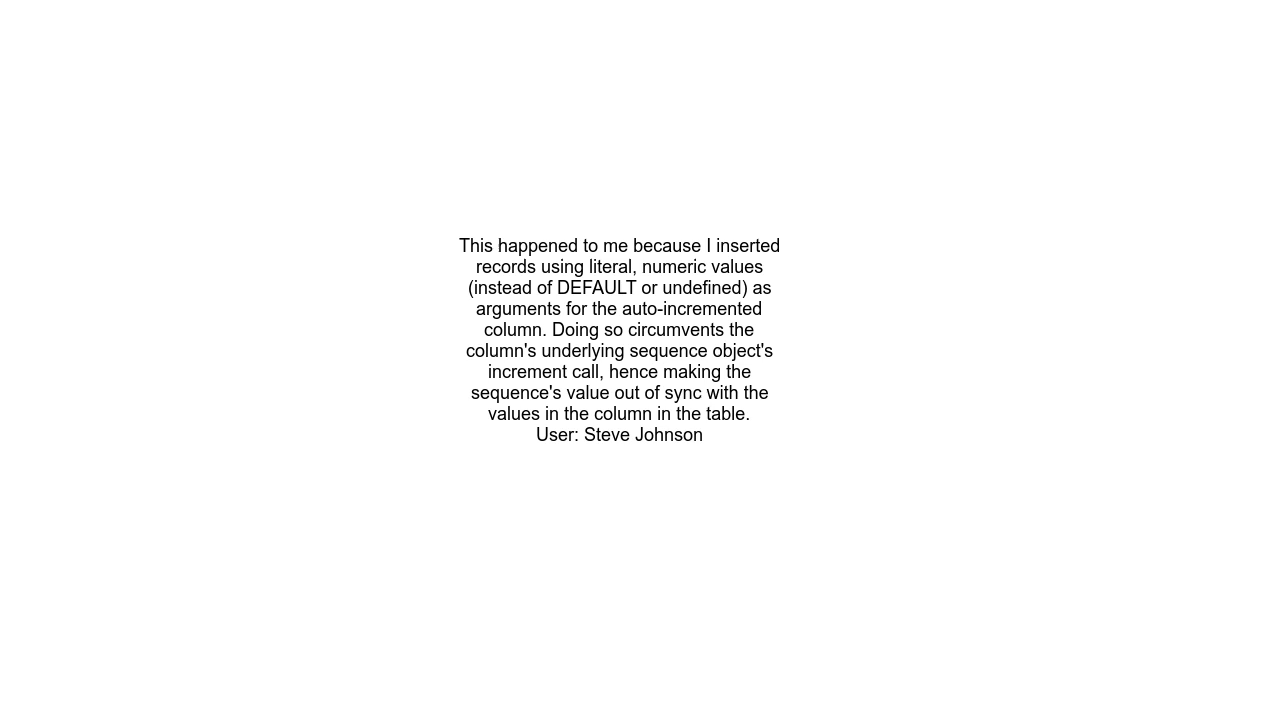 This happened to me because I inserted
records using literal, numeric values
(instead of DEFAULT or undefined) as
arguments for the auto-incremented
column. Doing so circumvents the
column's underlying sequence object's
increment call, hence making the
sequence's value out of sync with the
values in the column in the table.
User: Steve Johnson